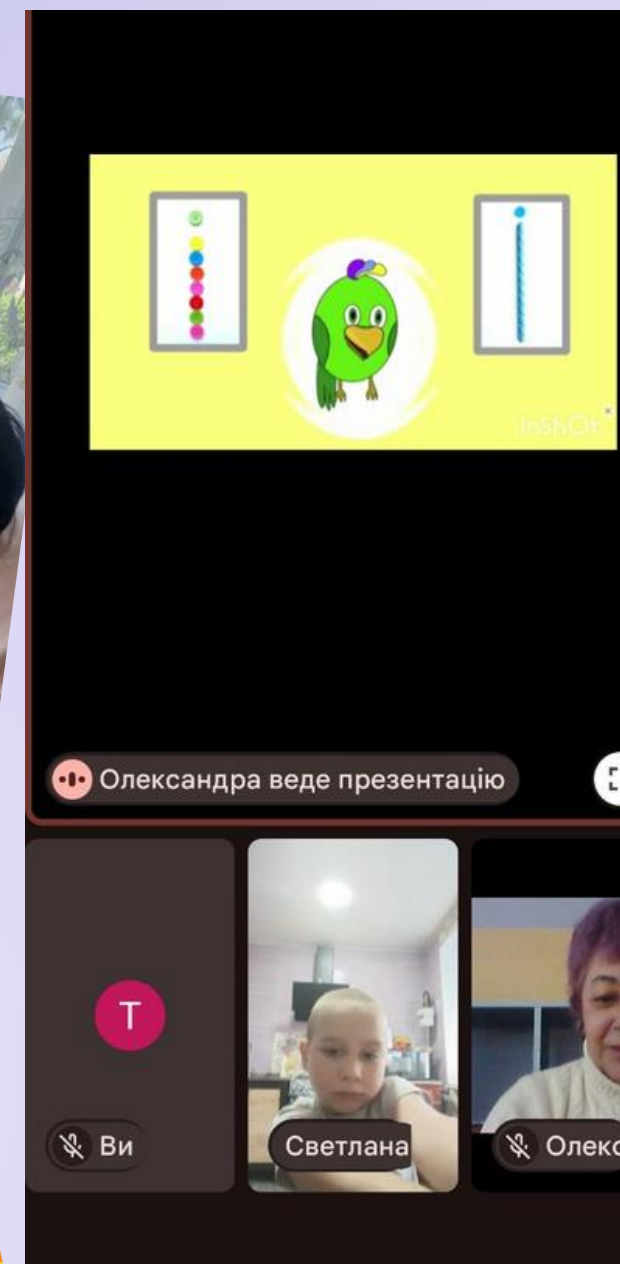 InShOt
Олександра веде презентацію
Т
Ви
Светлана
Олекс